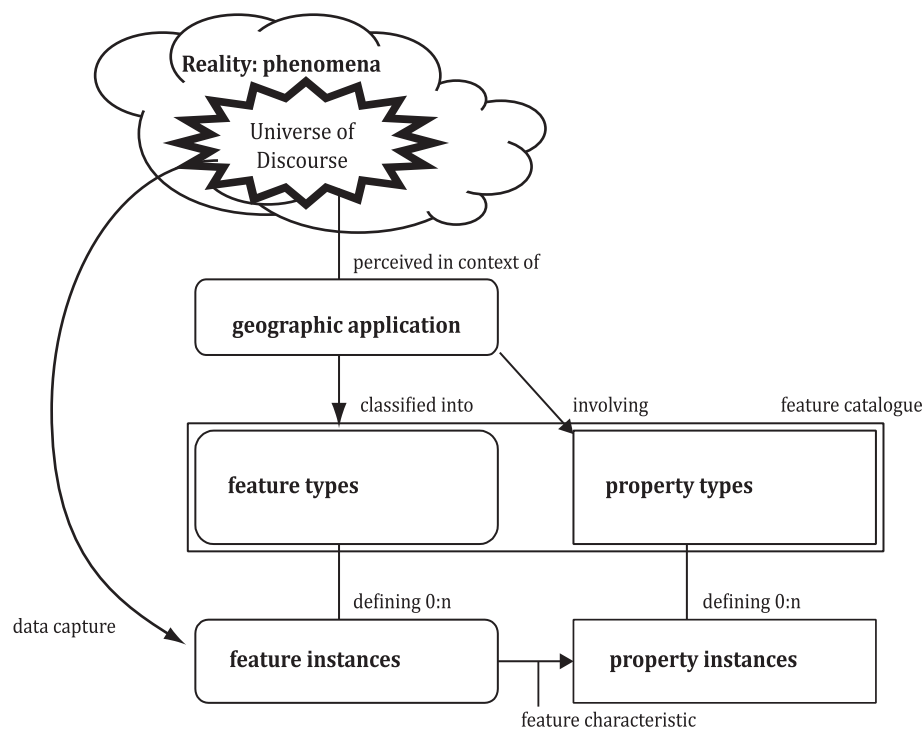 Reality: phenomena
Universe of
Discourse
perceived in context of
geographic application
classified into
involving
feature catalogue
feature types
property types
defining 0:n
defining 0:n
data capture
feature instances
property instances
feature characteristic